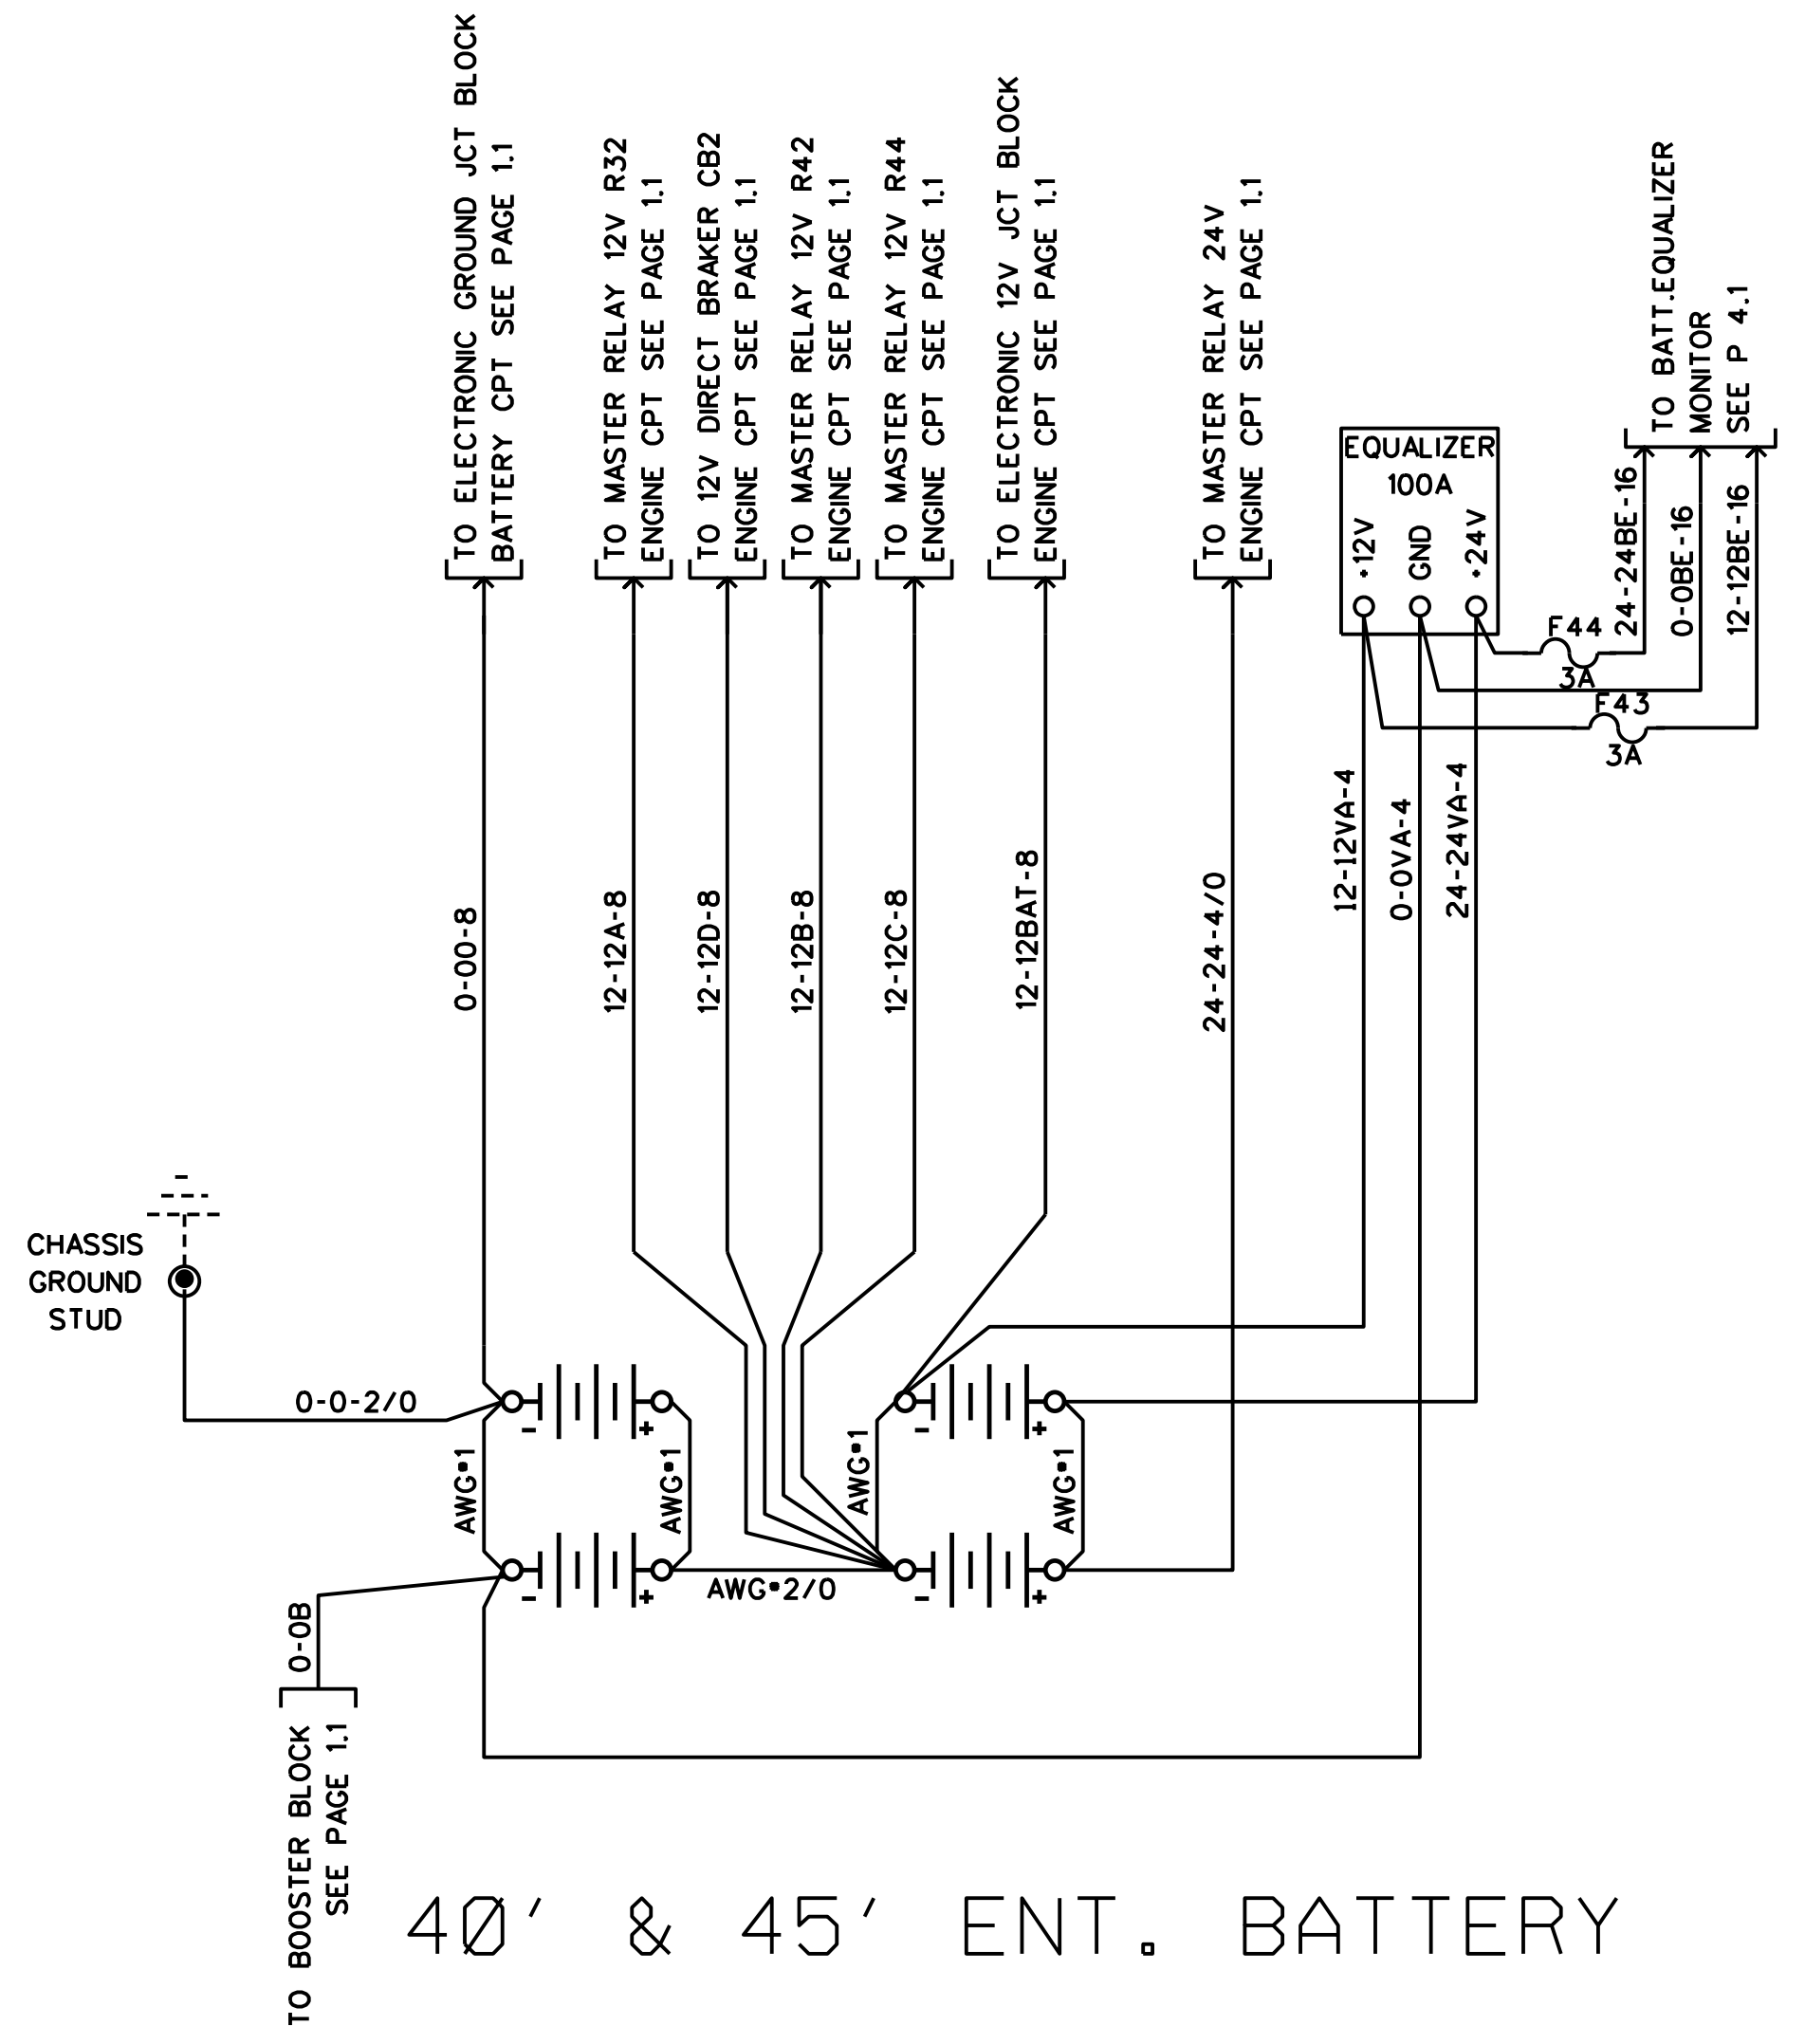 TO ELECTRONIC GROUND JCT BLOCK
BATTERY CPT SEE PAGE 1.1
TO MASTER RELAY 12V R32
ENGINE CPT SEE PAGE 1.1
TO 12V DIRECT BRAKER CB2
ENGINE CPT SEE PAGE 1.1
TO MASTER RELAY 12V R42
ENGINE CPT SEE PAGE 1.1
TO MASTER RELAY 12V R44
ENGINE CPT SEE PAGE 1.1
TO ELECTRONIC 12V JCT BLOCK
ENGINE CPT SEE PAGE 1.1
TO MASTER RELAY 24V
ENGINE CPT SEE PAGE 1.1
TO BATT.EQUALIZER
MONITOR
SEE P 4.1
EQUALIZER
100A
+12V
GND
+24V
24-24BE-16
0-0BE-16
12-12BE-16
F44
3A
F43
3A
0-00-8
12-12A-8
12-12D-8
12-12B-8
12-12C-8
12-12BAT-8
24-24-4/0
12-12VA-4
0-0VA-4
24-24VA-4
CHASSIS
GROUND
STUD
0-0-2/0
- +
- +
AWG*1
AWG*1
AWG*1
AWG*1
- +
AWG*2/0
- +
0-0B
TO BOOSTER BLOCK
SEE PAGE 1.1
40' & 45' ENT. BATTERY